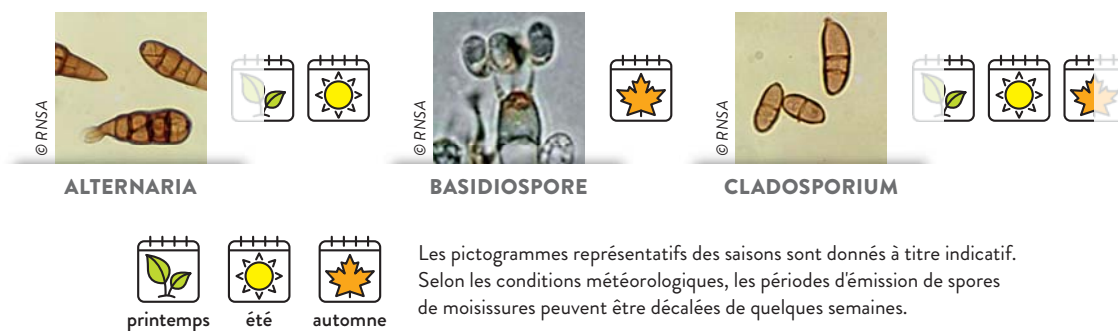 © RNSA
© RNSA
© RNSA
ALTERNARIA
BASIDIOSPORE
CLADOSPORIUM
printemps
été
automne
Les pictogrammes représentatifs des saisons sont donnés à titre indicatif.
Selon les conditions météorologiques, les périodes d'émission de spores
de moisissures peuvent être décalées de quelques semaines.